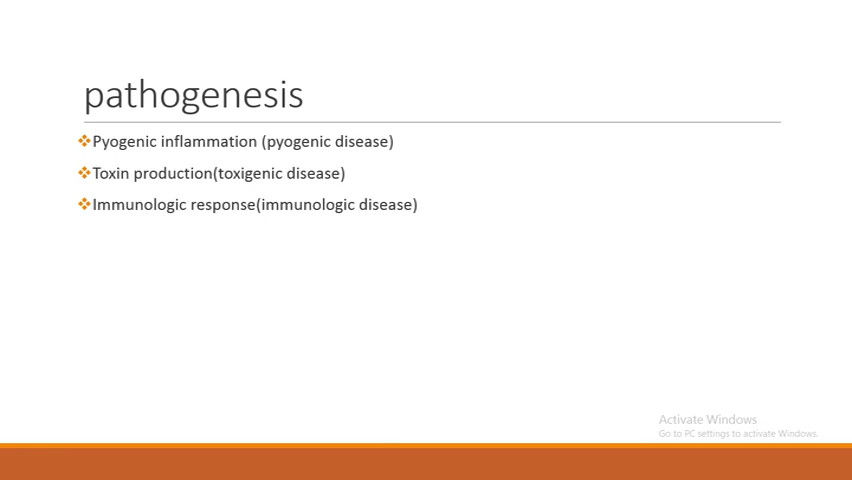 pathogenesis
Pyogenic inflammation (pyogenic disease)
Toxin production(toxigenic disease)
Immunologic response(immunologic disease)
Activate Windows
Go to PC settings to activate Windows.